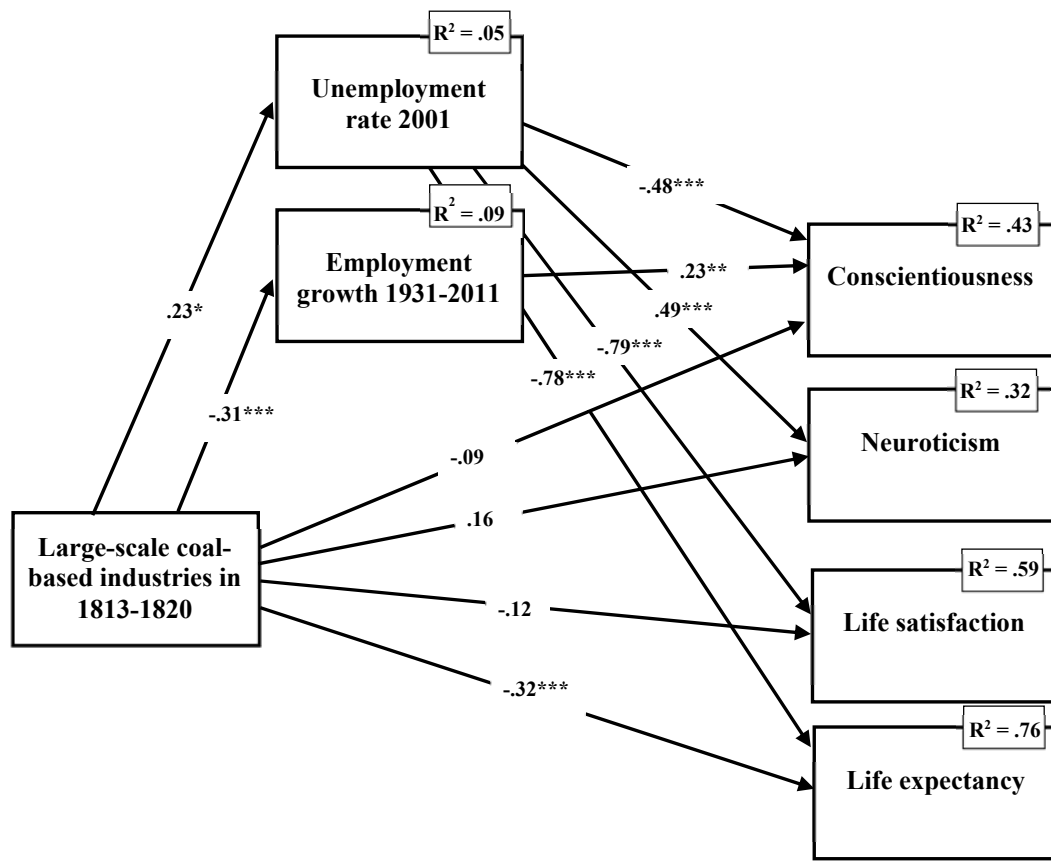 R² = .05
Unemployment
rate 2001
-.48***
R² = .09
Employment
growth 1931-2011
R² = .43
Conscientiousness
.23**
.23*
.49***
-.79***
-.78***
R² = .32
Neuroticism
-.31***
-.09
.16
Large-scale coal-
based industries in
1813-1820
R² = .59
Life satisfaction
-.12
-.32***
R² = .76
Life expectancy